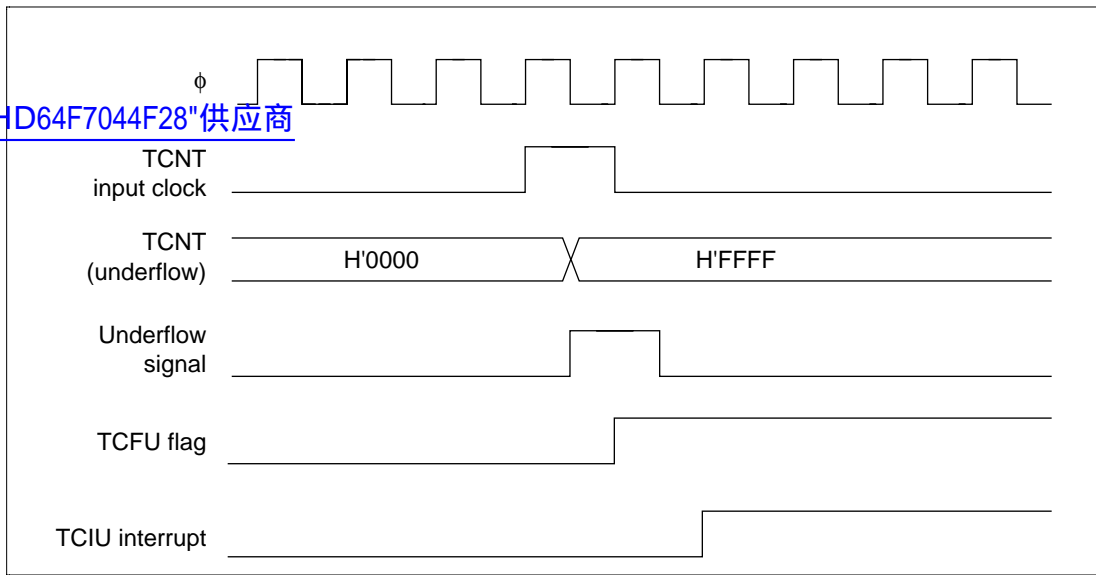 φ
HD64F7044F28"供应商
TCNT
input clock
TCNT
(underflow)
H'0000
H'FFFF
Underflow
signal
TCFU flag
TCIU interrupt